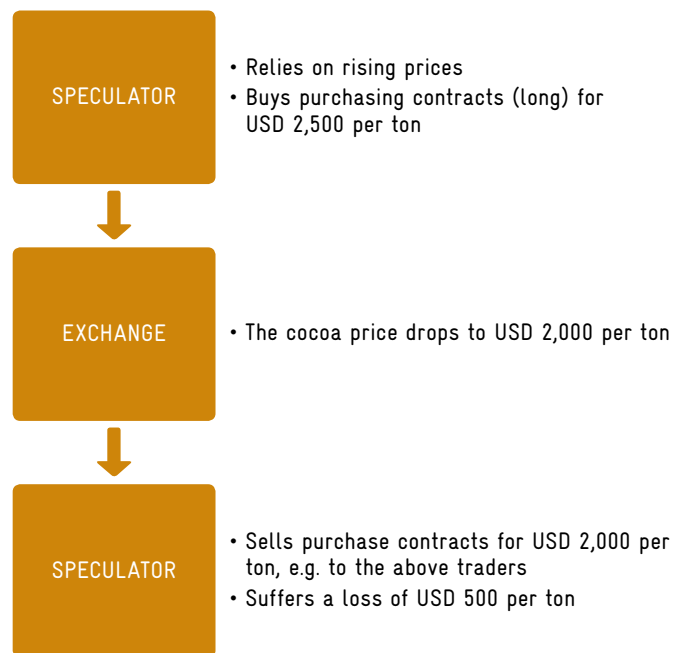 SPECULATOR
• Relies on rising prices
• Buys purchasing contracts (long) for
USD 2,500 per ton
EXCHANGE
• The cocoa price drops to USD 2,000 per ton
SPECULATOR
• Sells purchase contracts for USD 2,000 per
ton, e.g. to the above traders
• Suffers a loss of USD 500 per ton